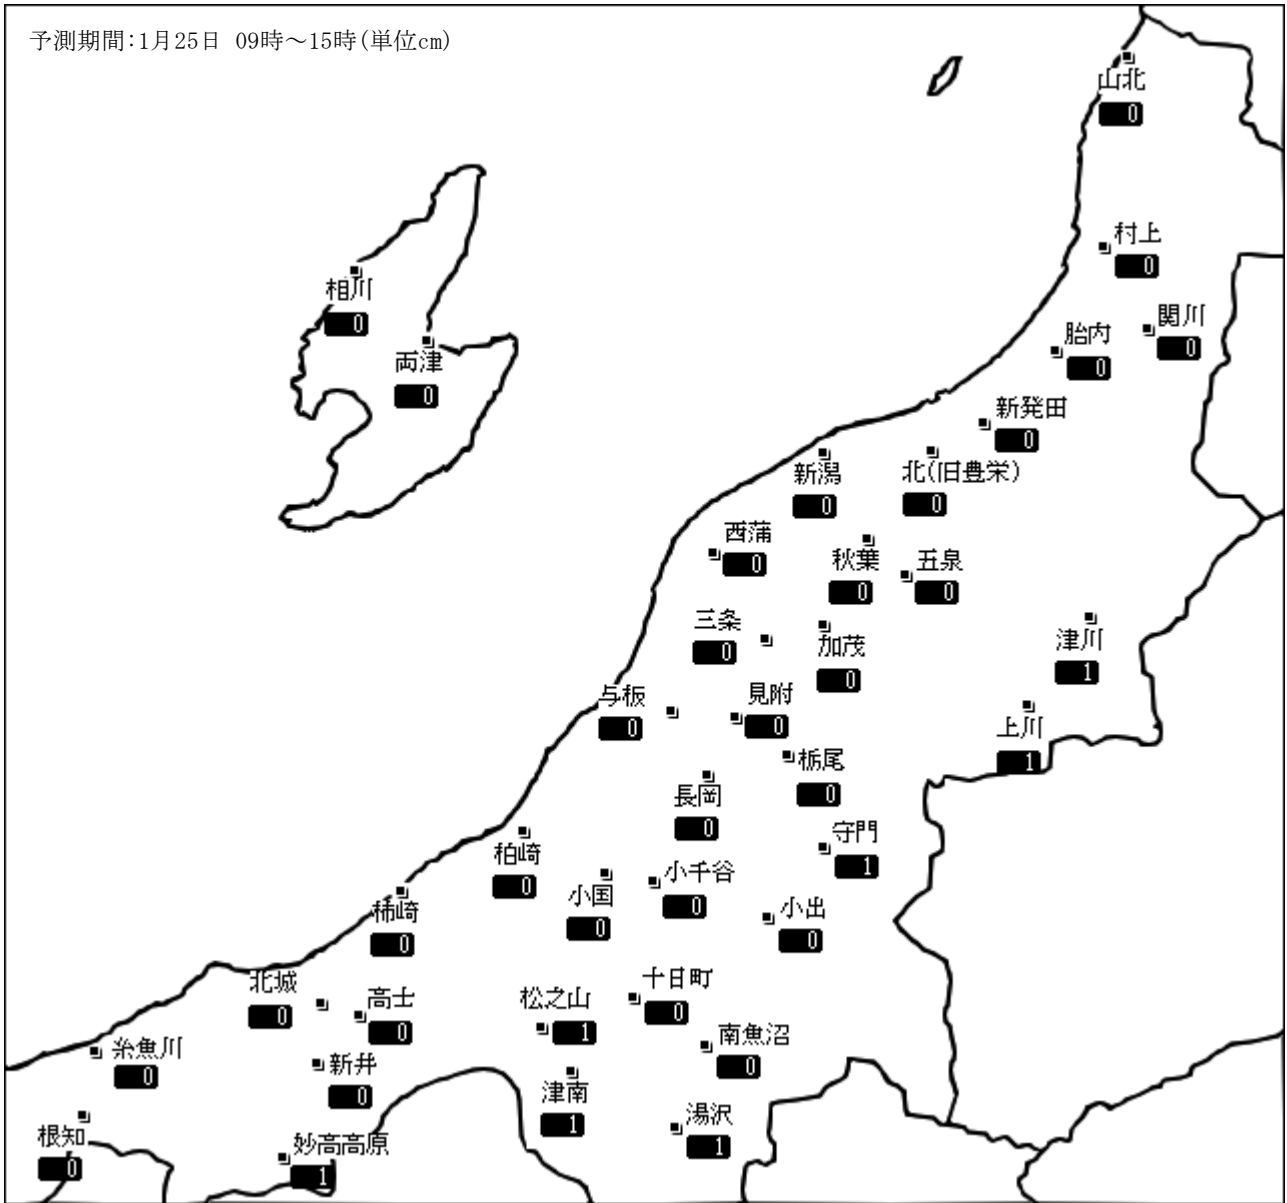 予測期間:1月25日 09時～15時(単位cm)
山北
0
村上
0
相川
0
関川
0
胎内
0
両津
0
新発田
0
新潟
0
北(旧豊栄)
0
西蒲
0
秋葉
0
五泉
0
三条
0
加茂
0
津川
1
与板
0
見附
0
上川
1
栃尾
0
長岡
0
守門
1
柏崎
0
小千谷
0
小国
0
小出
0
柿崎
0
北城
0
高士
0
松之山
1
十日町
0
南魚沼
0
糸魚川
0
新井
0
津南
1
湯沢
1
根知
0
妙高高原
1